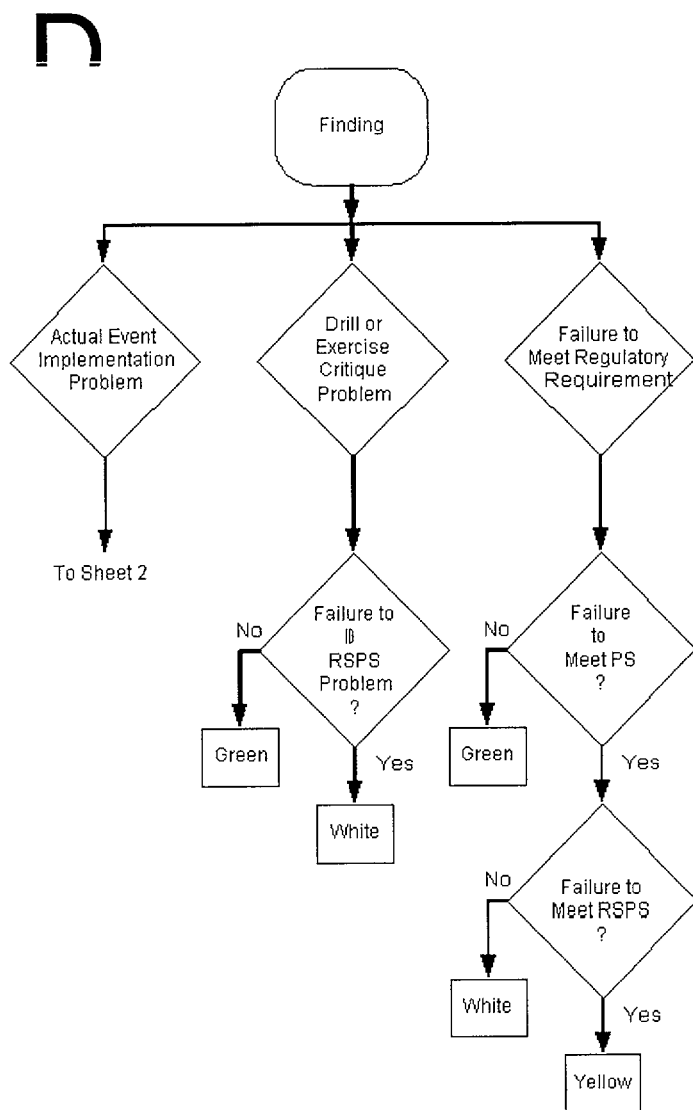 Finding
Actual Event
Implementation
Problem
Drill or
Exercise
Critique
Problem
Failure to
Meet Regulatory
Requirement
To Sheet 2
Failure to
ID
RSPS
Problem
?
No
Green
Yes
White
Failure
to
Meet PS
?
No
Green
Yes
Failure to
Meet RSPS
?
No
White
Yes
Yellow